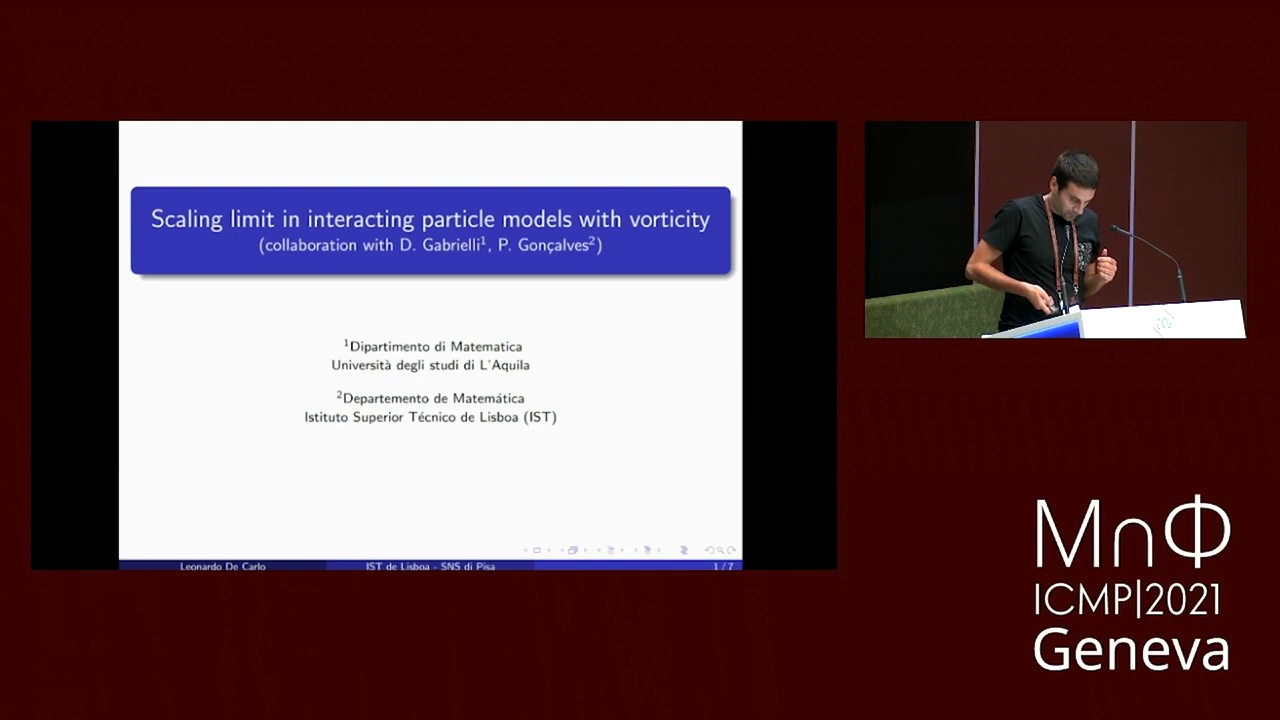 Scaling limit in interacting particle models with vorticity
(collaboration with D. Gabrielli¹, P. Gonçalves²)
¹Dipartimento di Matematica
Università degli studi di L'Aquila
²Departemento de Matemática
Istituto Superior Técnico de Lisboa (IST)
Leonardo De Carlo
IST de Lisboa - SNS di Pisa
1 / 7
M∩Φ
ICMP|2021
Geneva